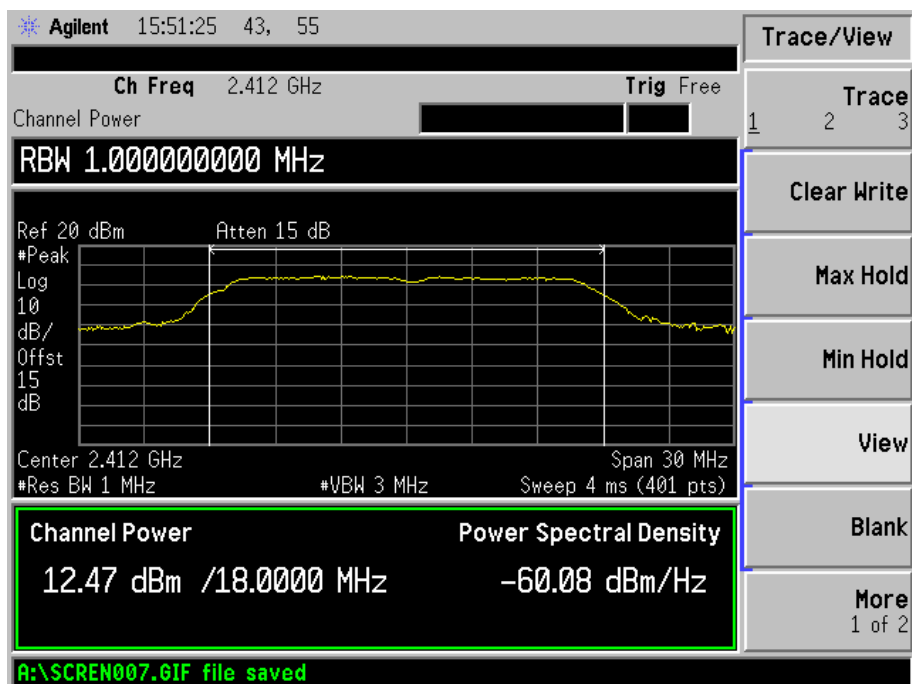 Agilent 15:51:25 43, 55
Trace/View
Ch Freq 2.412 GHz Trig Free
Channel Power
Trace
1 2 3
RBW 1.000000000 MHz
Clear Write
Ref 20 dBm Atten 15 dB
#Peak
Log
10
dB/
Offst
15
dB
Max Hold
Min Hold
Center 2.412 GHz Span 30 MHz
#Res BW 1 MHz #VBW 3 MHz Sweep 4 ms (401 pts)
View
Channel Power Power Spectral Density
12.47 dBm /18.0000 MHz -60.08 dBm/Hz
Blank
More
1 of 2
A:\SCREN007.GIF file saved